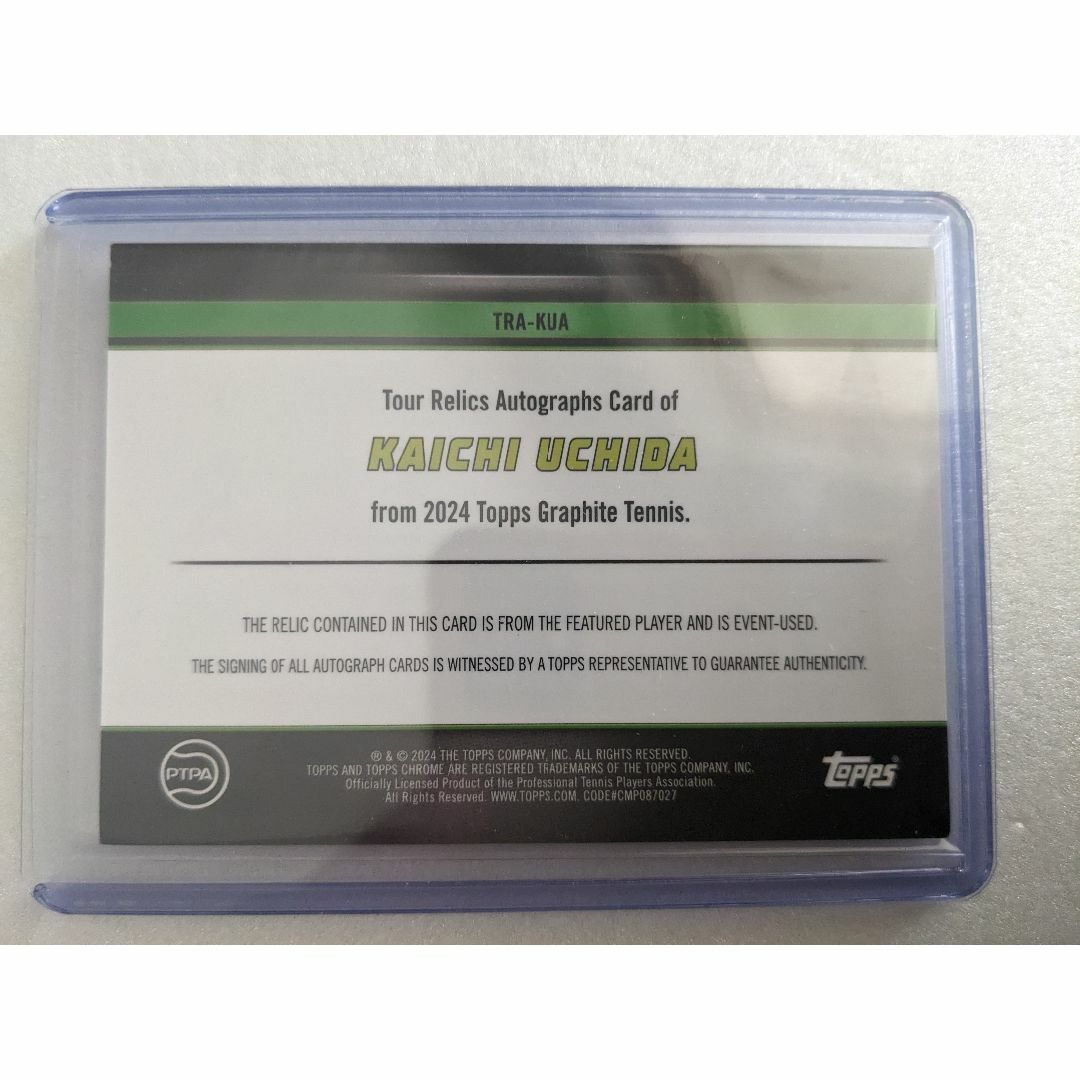 TRA-KUA
Tour Relics Autographs Card of
KAICHI UCHIDA
from 2024 Topps Graphite Tennis.
THE RELIC CONTAINED IN THIS CARD IS FROM THE FEATURED PLAYER AND IS EVENT-USED.
THE SIGNING OF ALL AUTOGRAPH CARDS IS WITNESSED BY A TOPPS REPRESENTATIVE TO GUARANTEE AUTHENTICITY.
PTPA
® & © 2024 THE TOPPS COMPANY, INC. ALL RIGHTS RESERVED.
TOPPS AND TOPPS CHROME ARE REGISTERED TRADEMARKS OF THE TOPPS COMPANY, INC.
Officially Licensed Product of the Professional Tennis Players Association.
All Rights Reserved. WWW.TOPPS.COM. CODE#CMP087027
topps®